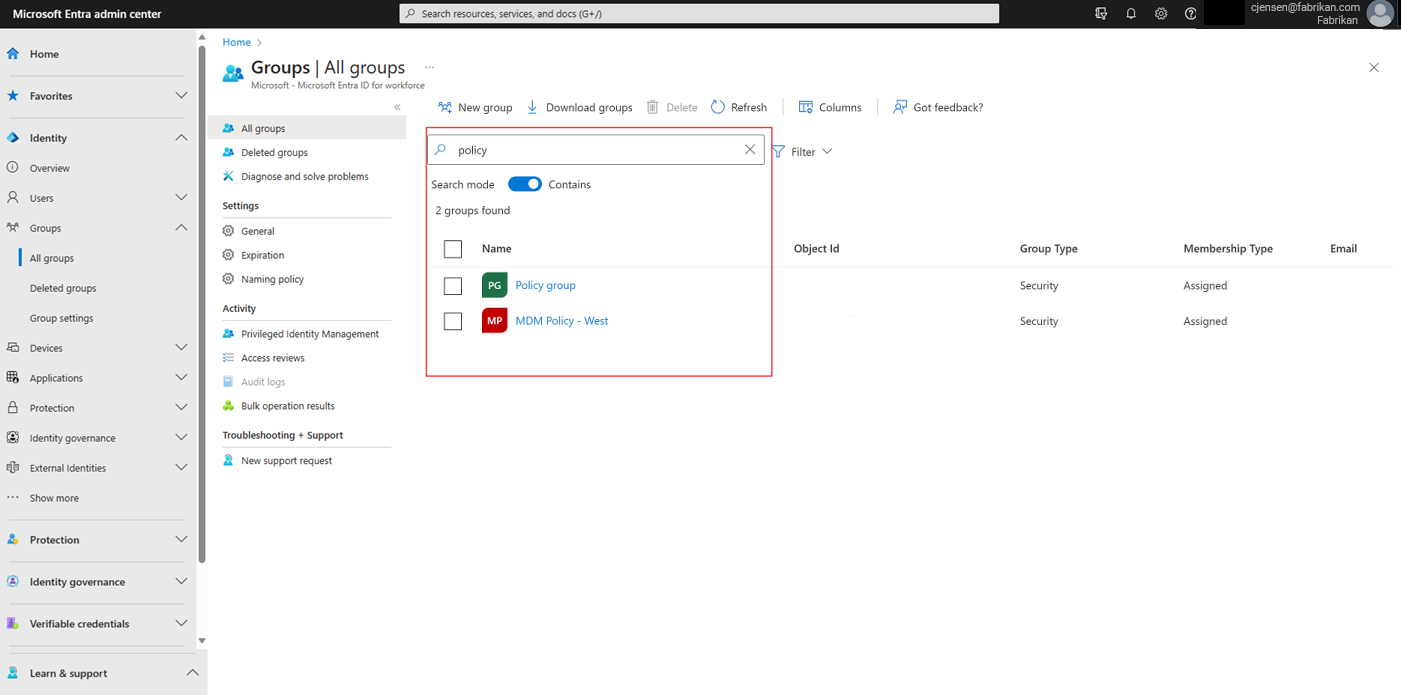 Microsoft Entra admin center
Search resources, services, and docs (G+/)
cjensen@fabrikan.com
Fabrikan
Home
Favorites
Identity
Overview
Users
Groups
All groups
Deleted groups
Group settings
Devices
Applications
Protection
Identity governance
External Identities
Show more
Protection
Identity governance
Verifiable credentials
Learn & support
Home
Groups | All groups
Microsoft - Microsoft Entra ID for workforce
All groups
Deleted groups
Diagnose and solve problems
Settings
General
Expiration
Naming policy
Activity
Privileged Identity Management
Access reviews
Audit logs
Bulk operation results
Troubleshooting + Support
New support request
New group Download groups Delete Refresh Columns Got feedback?
policy Filter
Search mode Contains
2 groups found
Name Object Id Group Type Membership Type Email
PG Policy group Security Assigned
MP MDM Policy - West Security Assigned